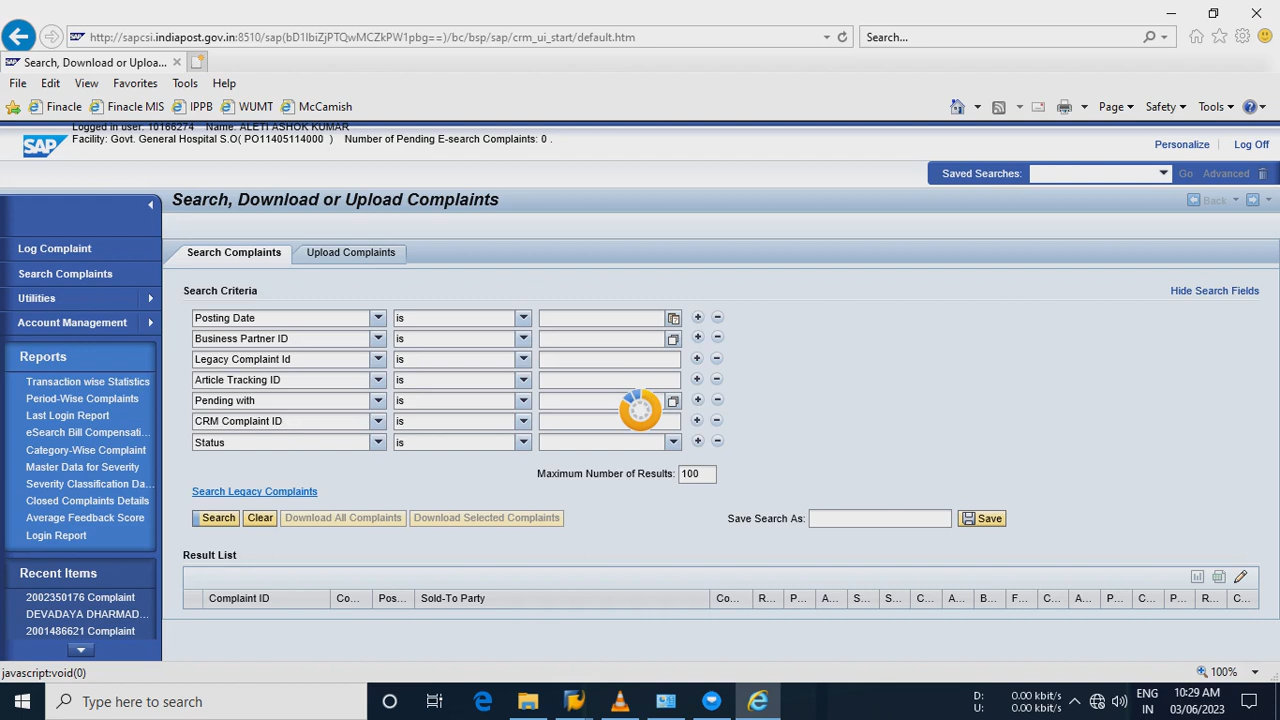 http://sapcsi.indiapost.gov.in:8510/sap(bD1lbiZjPTQwMCZkPW1pbg==)/bc/bsp/sap/crm_ui_start/default.htm
Search...
Search, Download or Uploa...
File Edit View Favorites Tools Help
Finacle Finacle MIS IPPB WUMT McCamish
Page Safety Tools
Logged in user: 10166274 Name: ALETI ASHOK KUMAR
SAP
Facility: Govt. General Hospital S.O( PO11405114000 ) Number of Pending E-search Complaints: 0 .
Personalize Log Off
Saved Searches: Go Advanced
Search, Download or Upload Complaints
Back
Log Complaint
Search Complaints
Utilities
Account Management
Reports
Transaction wise Statistics
Period-Wise Complaints
Last Login Report
eSearch Bill Compensati...
Category-Wise Complaint
Master Data for Severity
Severity Classification Da...
Closed Complaints Details
Average Feedback Score
Login Report
Recent Items
2002350176 Complaint
DEVADAYA DHARMAD...
2001486621 Complaint
Search Complaints Upload Complaints
Search Criteria
Hide Search Fields
Posting Date is
Business Partner ID is
Legacy Complaint Id is
Article Tracking ID is
Pending with is
CRM Complaint ID is
Status is
Maximum Number of Results: 100
Search Legacy Complaints
Search Clear Download All Complaints Download Selected Complaints Save Search As: Save
Result List
Complaint ID Co... Pos... Sold-To Party Co... R... P... A... S... S... C... A... B... F... C... A... P... C... P... R... C...
javascript:void(0)
100%
Type here to search
D: 0.00 kbit/s
U: 0.00 kbit/s
ENG
IN
10:29 AM
03/06/2023